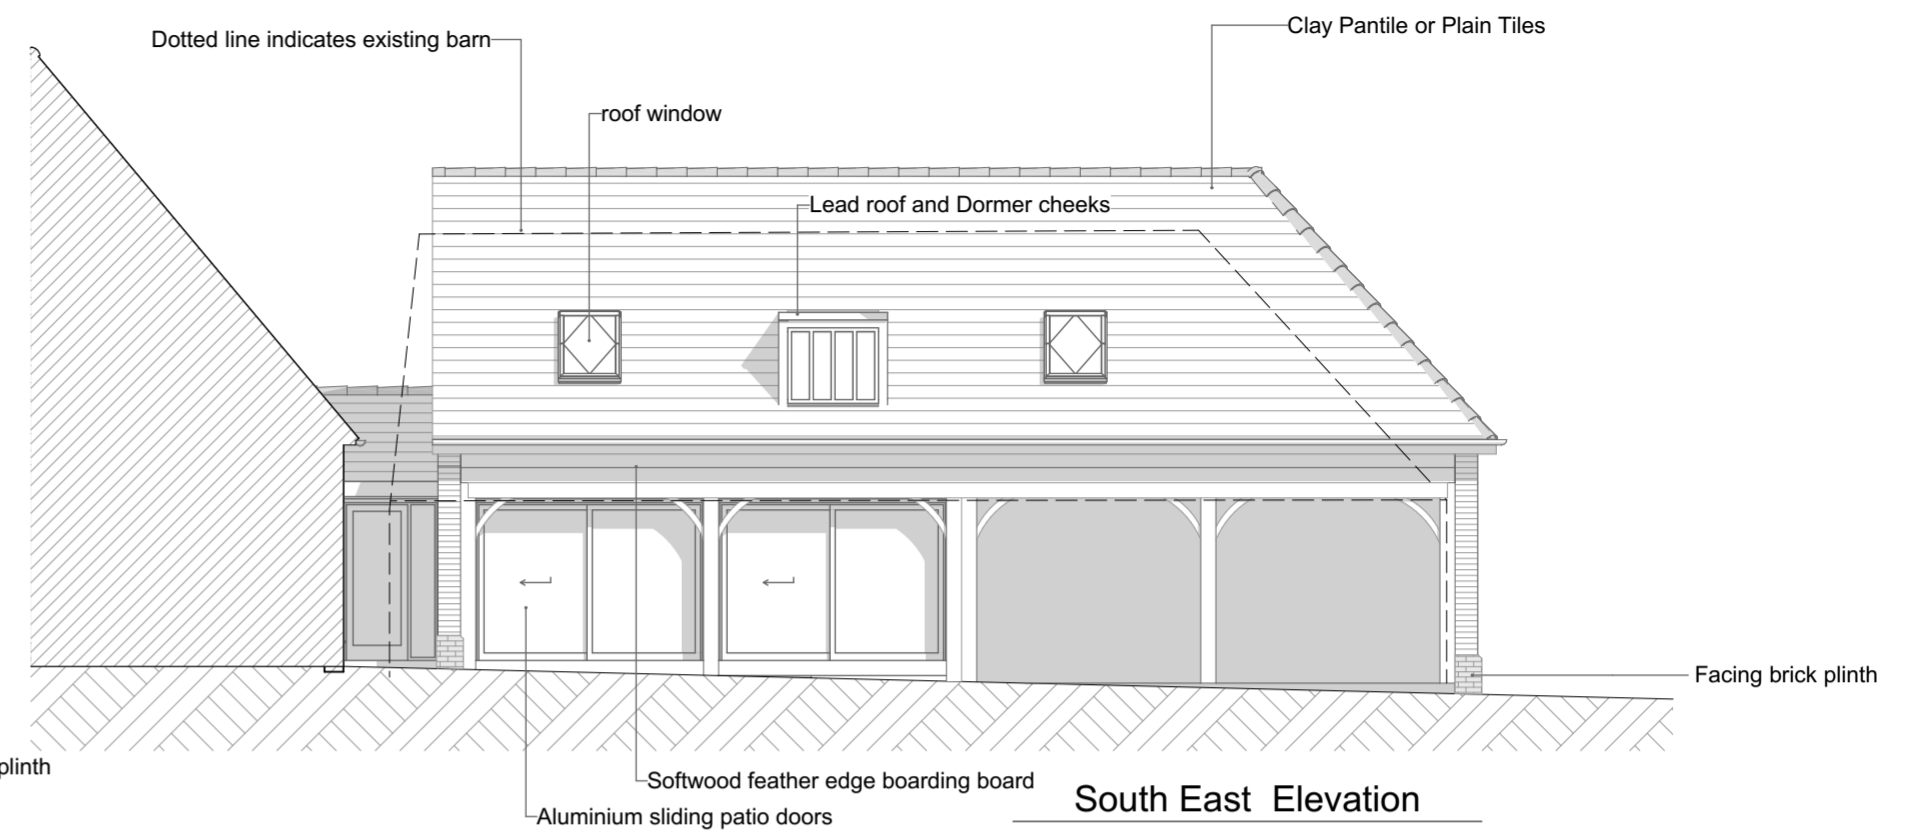 Clay Pantile or Plain Tiles
Dotted line indicates existing barn
roof window
Lead roof and Dormer cheeks
Facing brick plinth
plinth
Softwood feather edge boarding board
South East Elevation
Aluminium sliding patio doors